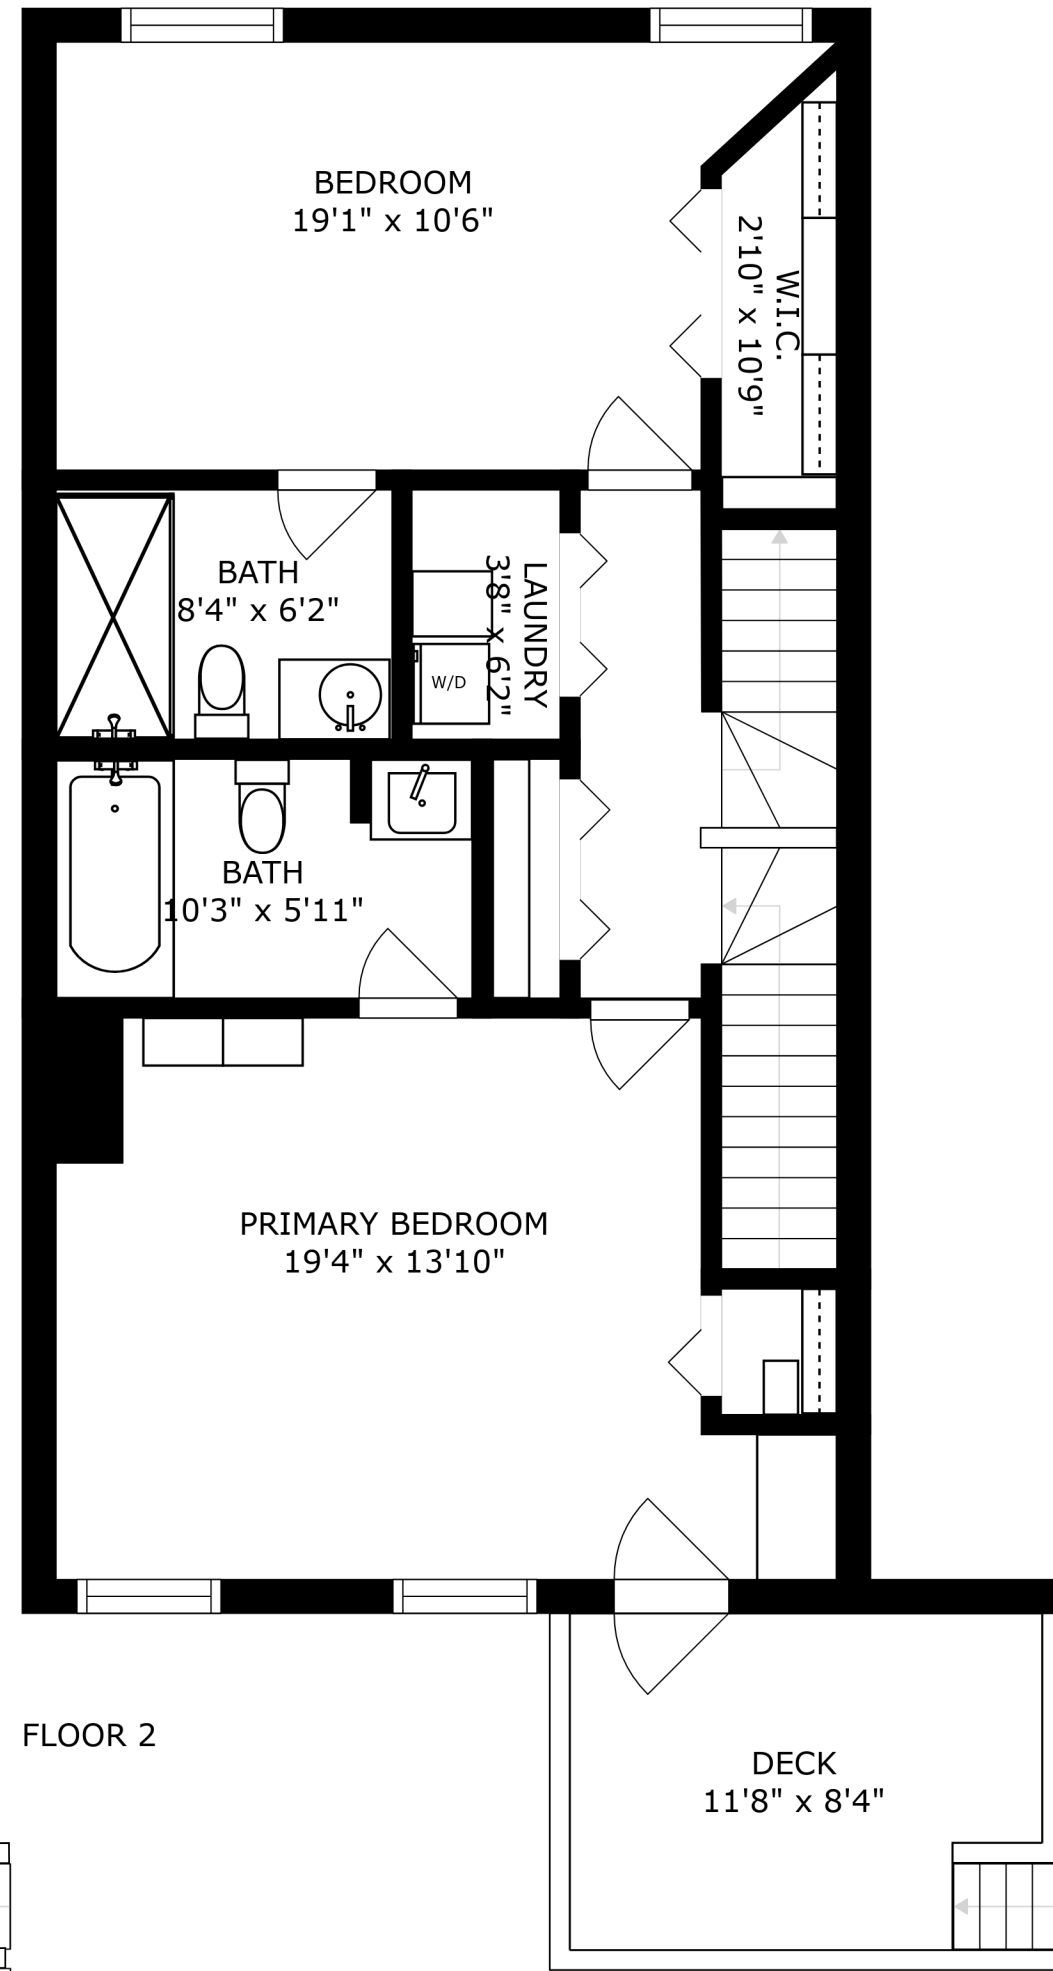 BEDROOM
19'1" x 10'6"
W.I.C.
2'10" x 10'9"
BATH
8'4" x 6'2"
LAUNDRY
3'8" x 6'2"
W/D
BATH
10'3" x 5'11"
PRIMARY BEDROOM
19'4" x 13'10"
FLOOR 2
DECK
11'8" x 8'4"